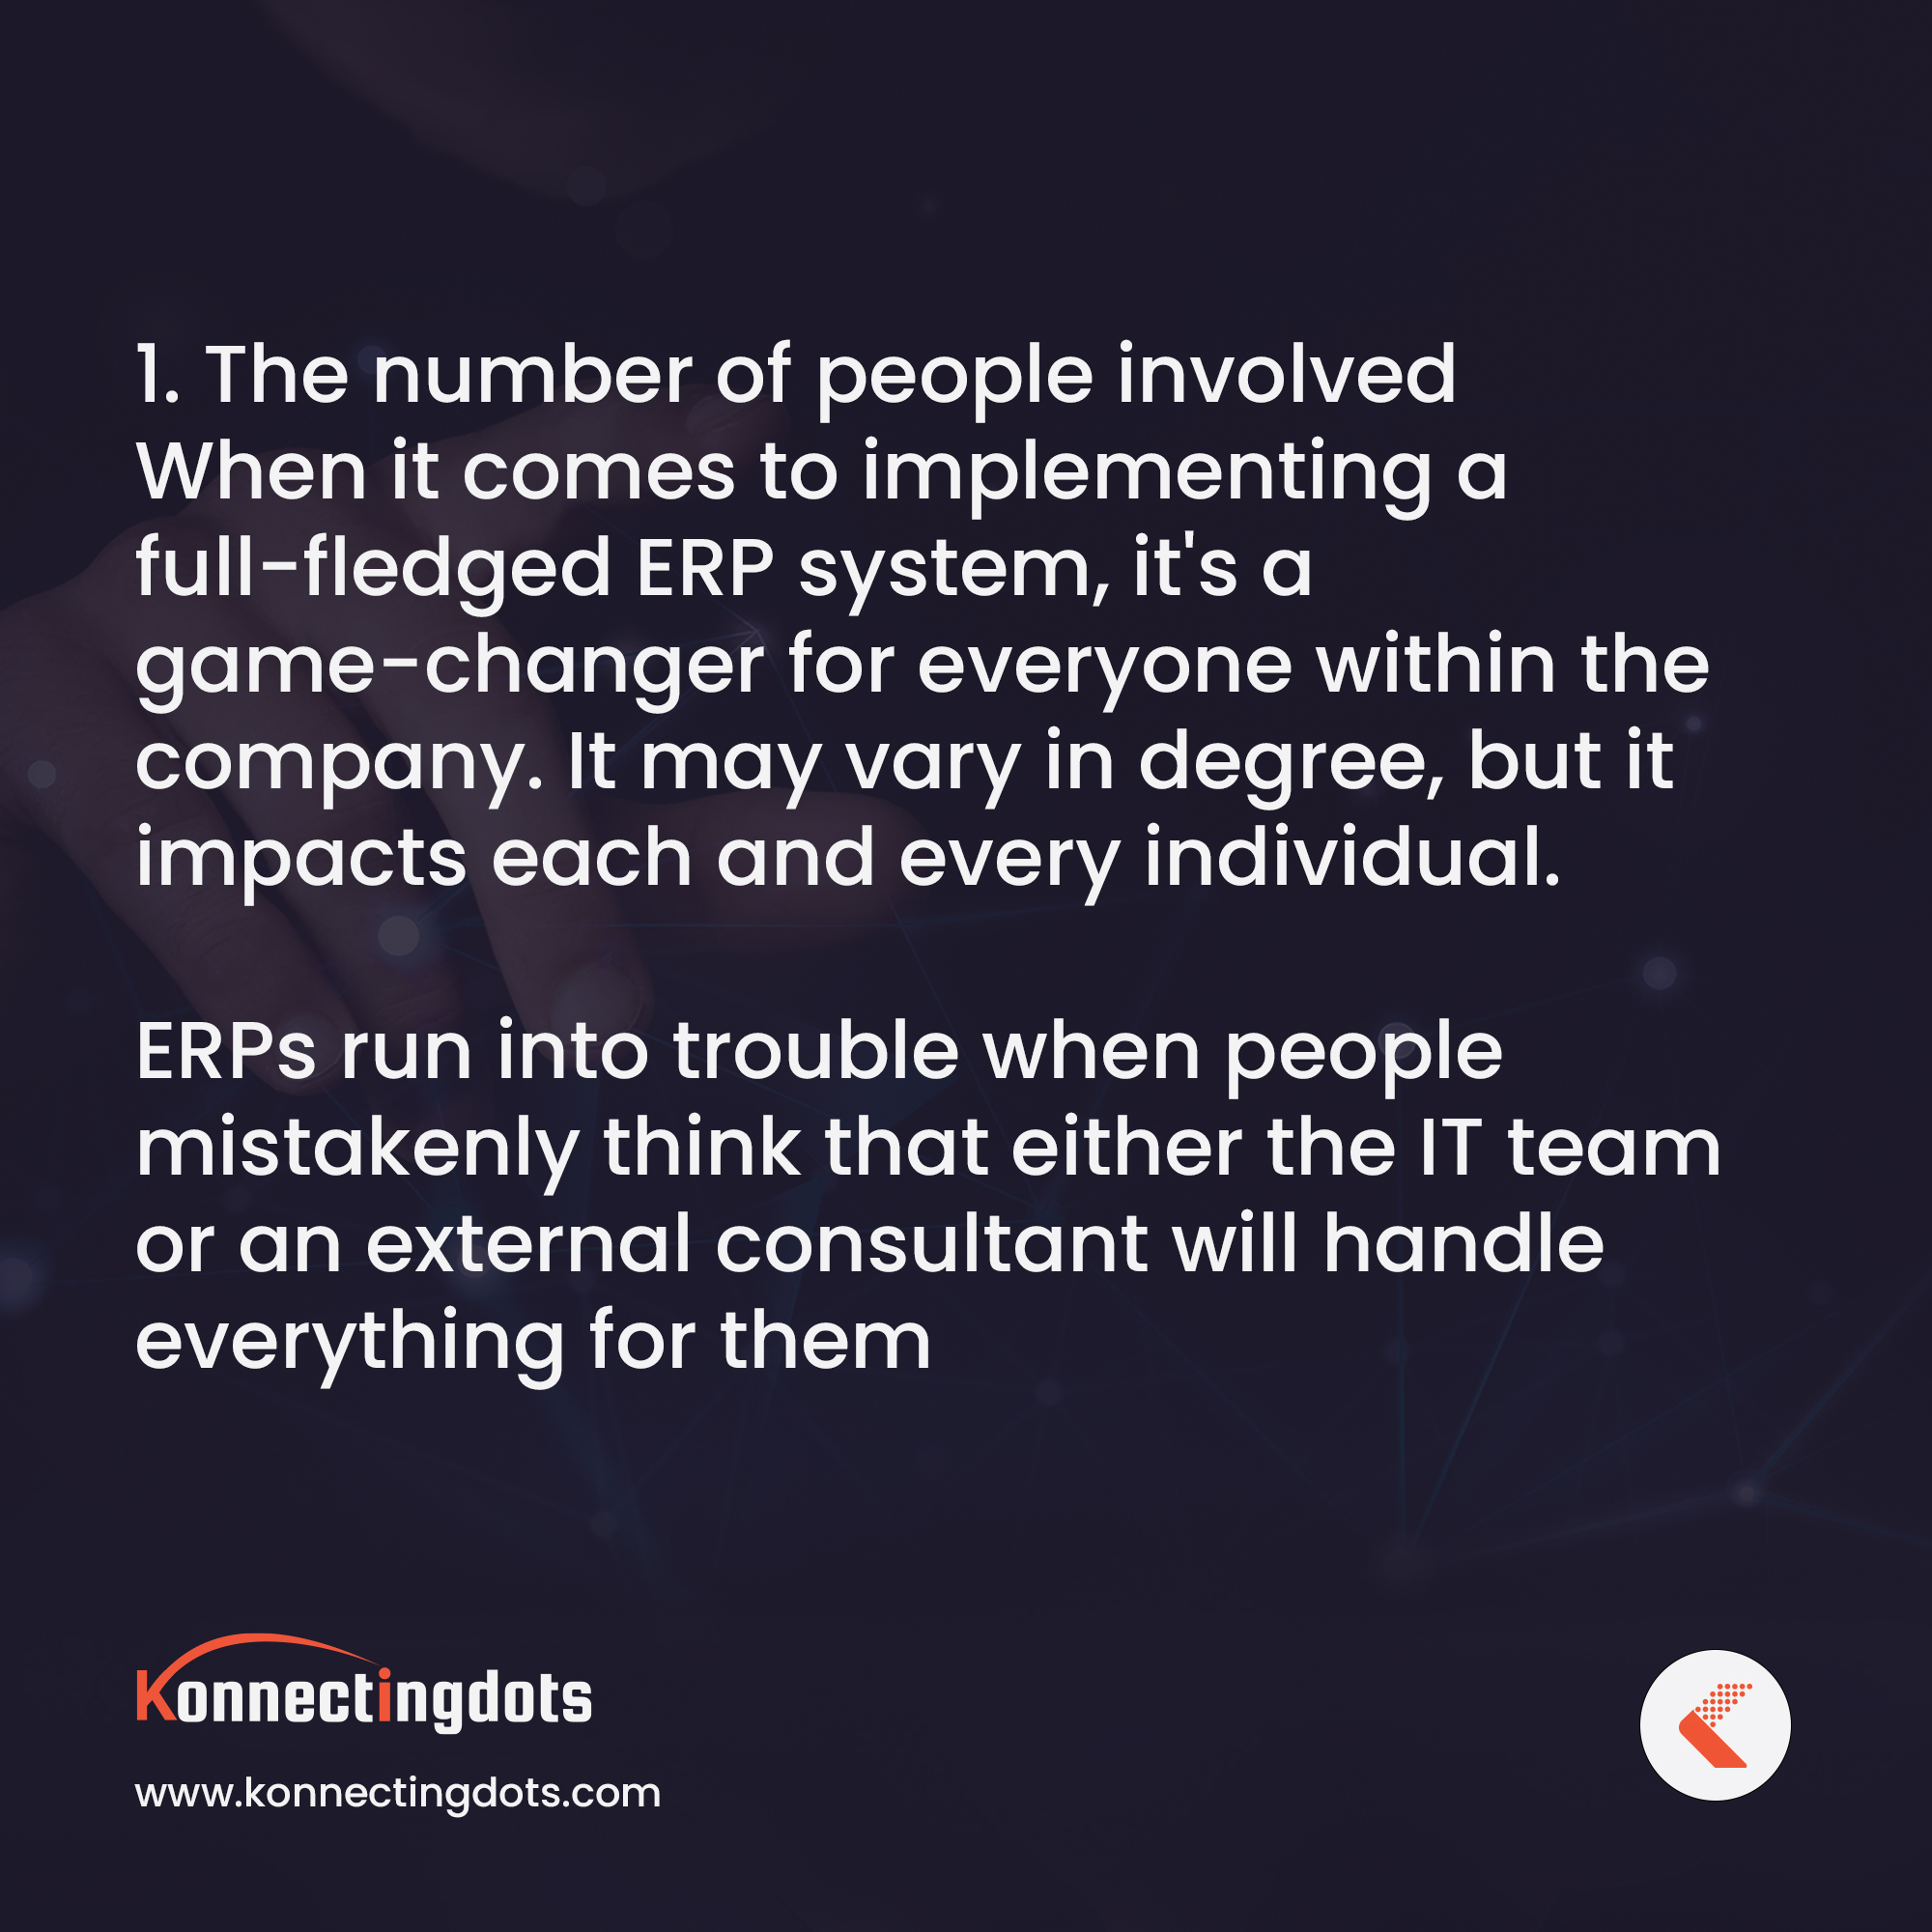 1. The number of people involved
When it comes to implementing a
full-fledged ERP system, it's a
game-changer for everyone within the
company. It may vary in degree, but it
impacts each and every individual.
ERPs run into trouble when people
mistakenly think that either the IT team
or an external consultant will handle
everything for them
Konnectingdots
www.konnectingdots.com